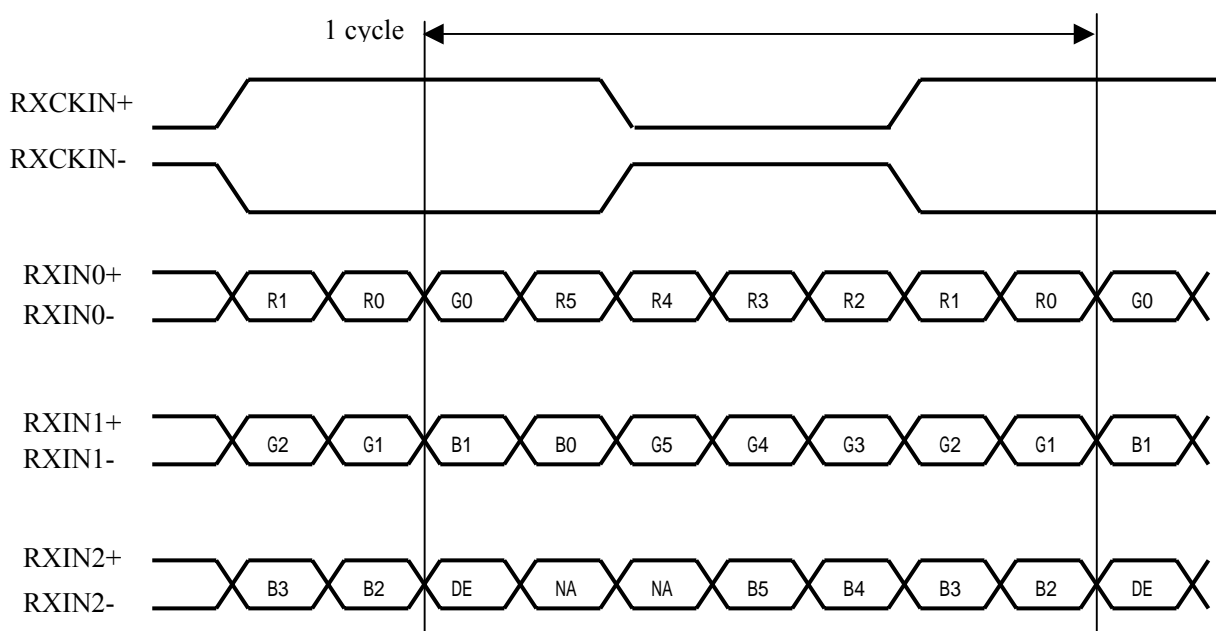 1 cycle
RXCKIN+
RXCKIN-
RXIN0+
RXIN0-
R1 R0 G0 R5 R4 R3 R2 R1 R0 G0
RXIN1+
RXIN1-
G2 G1 B1 B0 G5 G4 G3 G2 G1 B1
RXIN2+
RXIN2-
B3 B2 DE NA NA B5 B4 B3 B2 DE